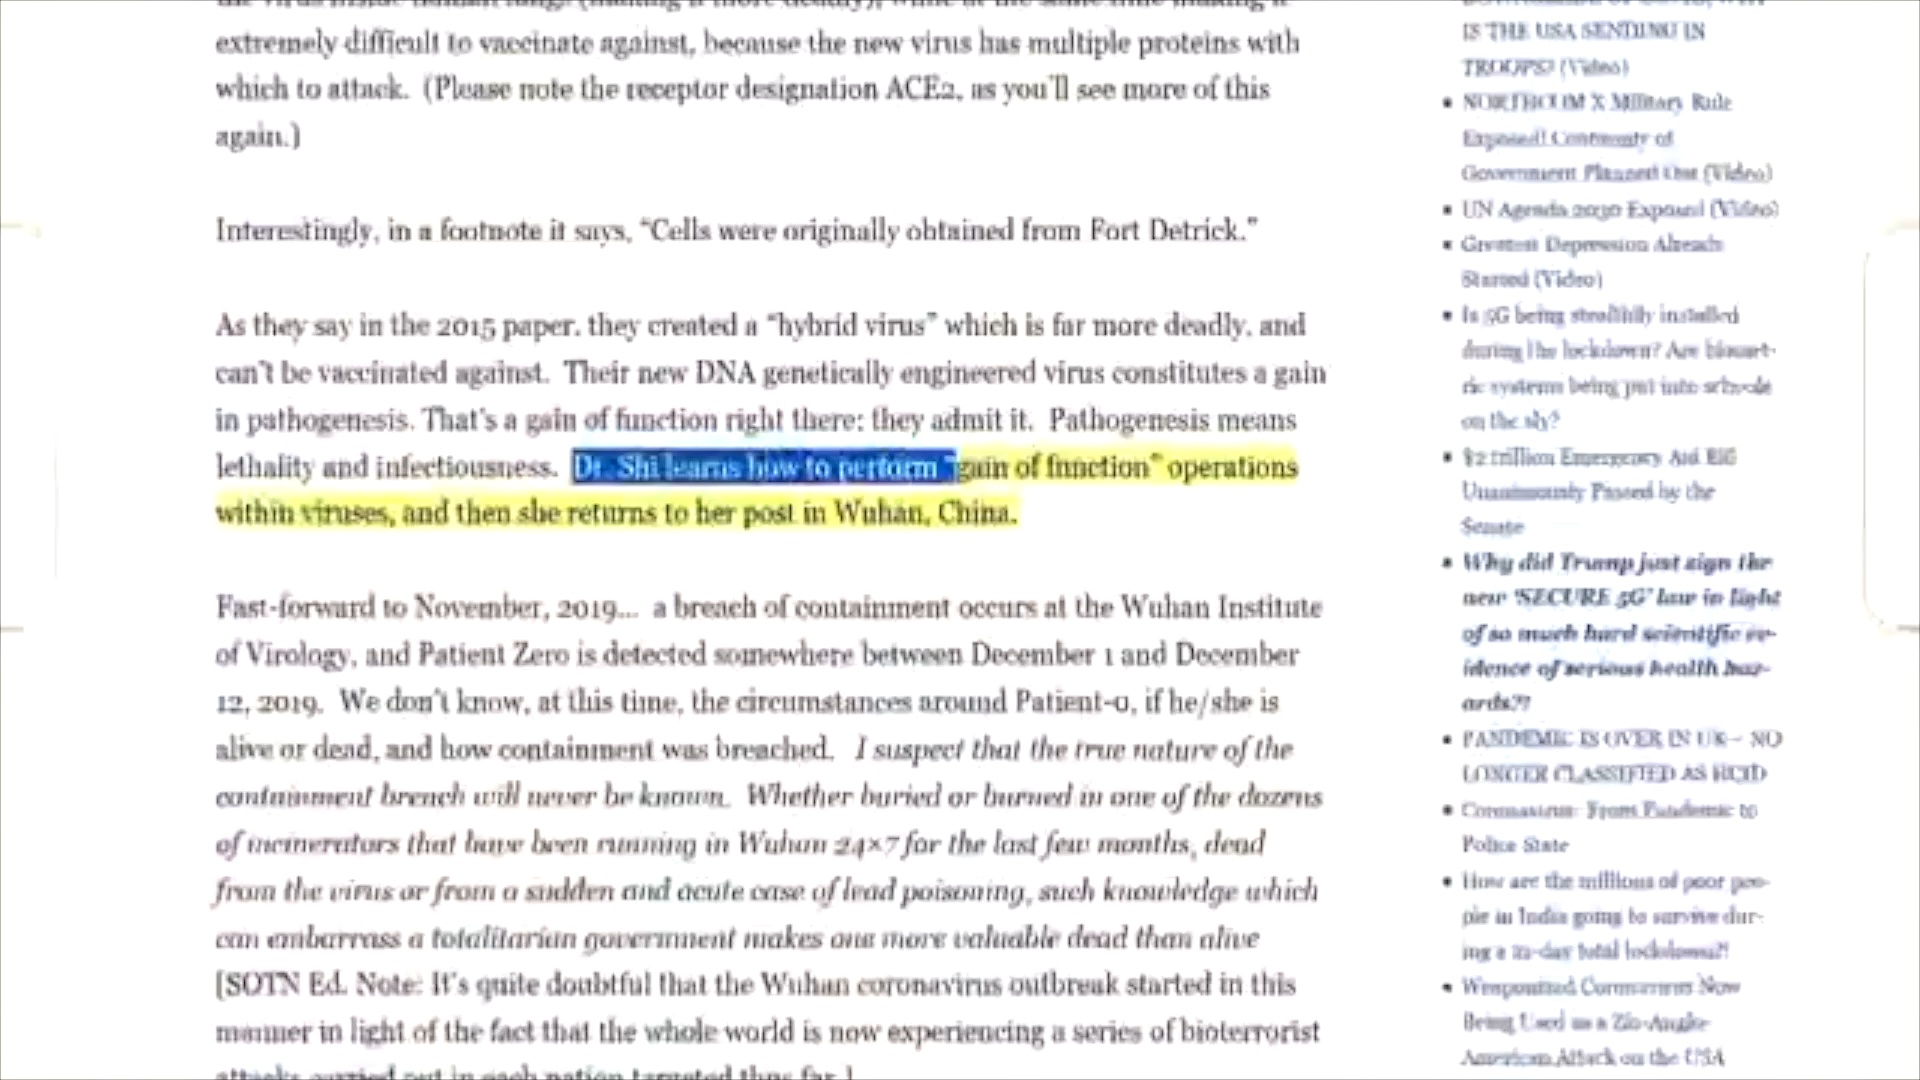 extremely difficult to vaccinate against, because the new virus has multiple proteins with
which to attack. (Please note the receptor designation ACE2, as you'll see more of this
again.)
Interestingly, in a footnote it says, “Cells were originally obtained from Fort Detrick.”
As they say in the 2015 paper, they created a “hybrid virus” which is far more deadly, and
can't be vaccinated against. Their new DNA genetically engineered virus constitutes a gain
in pathogenesis. That's a gain of function right there; they admit it. Pathogenesis means
lethality and infectiousness. Dr. Shi learns how to perform “gain of function” operations
within viruses, and then she returns to her post in Wuhan, China.
Fast-forward to November, 2019... a breach of containment occurs at the Wuhan Institute
of Virology, and Patient Zero is detected somewhere between December 1 and December
12, 2019. We don't know, at this time, the circumstances around Patient-0, if he/she is
alive or dead, and how containment was breached. I suspect that the true nature of the
containment breach will never be known. Whether buried or burned in one of the dozens
of incinerators that have been running in Wuhan 24×7 for the last few months, dead
from the virus or from a sudden and acute case of lead poisoning, such knowledge which
can embarrass a totalitarian government makes one more valuable dead than alive
[SOTN Ed. Note: It's quite doubtful that the Wuhan coronavirus outbreak started in this
manner in light of the fact that the whole world is now experiencing a series of bioterrorist
IS THE USA SENDING IN
TROOPS? (Video)
▪ NORTHCOM X Military Rule
Exposed! Continuity of
Government Planned Out (Video)
▪ UN Agenda 2030 Exposed (Video)
▪ Greatest Depression Already
Started (Video)
▪ Is 5G being stealthily installed
during the lockdown? Are
systems being put into schools
on the sly?
▪ $2 trillion Emergency Aid Bill
Unanimously Passed by the
Senate
▪ Why did Trump just sign the
new ‘SECURE 5G’ law in light
of so much hard scientific ev-
idence of serious health haz-
ards??
▪ PANDEMIC IS OVER IN UK – NO
LONGER CLASSIFIED AS HCID
▪ Coronavirus: From Pandemic to
Police State
▪ How are the millions of poor peo-
ple in India going to survive dur-
ing a 21-day total lockdown?!
▪ Weaponized Coronavirus Now
Being Used as a Zio-Anglo-
American Attack on the USA